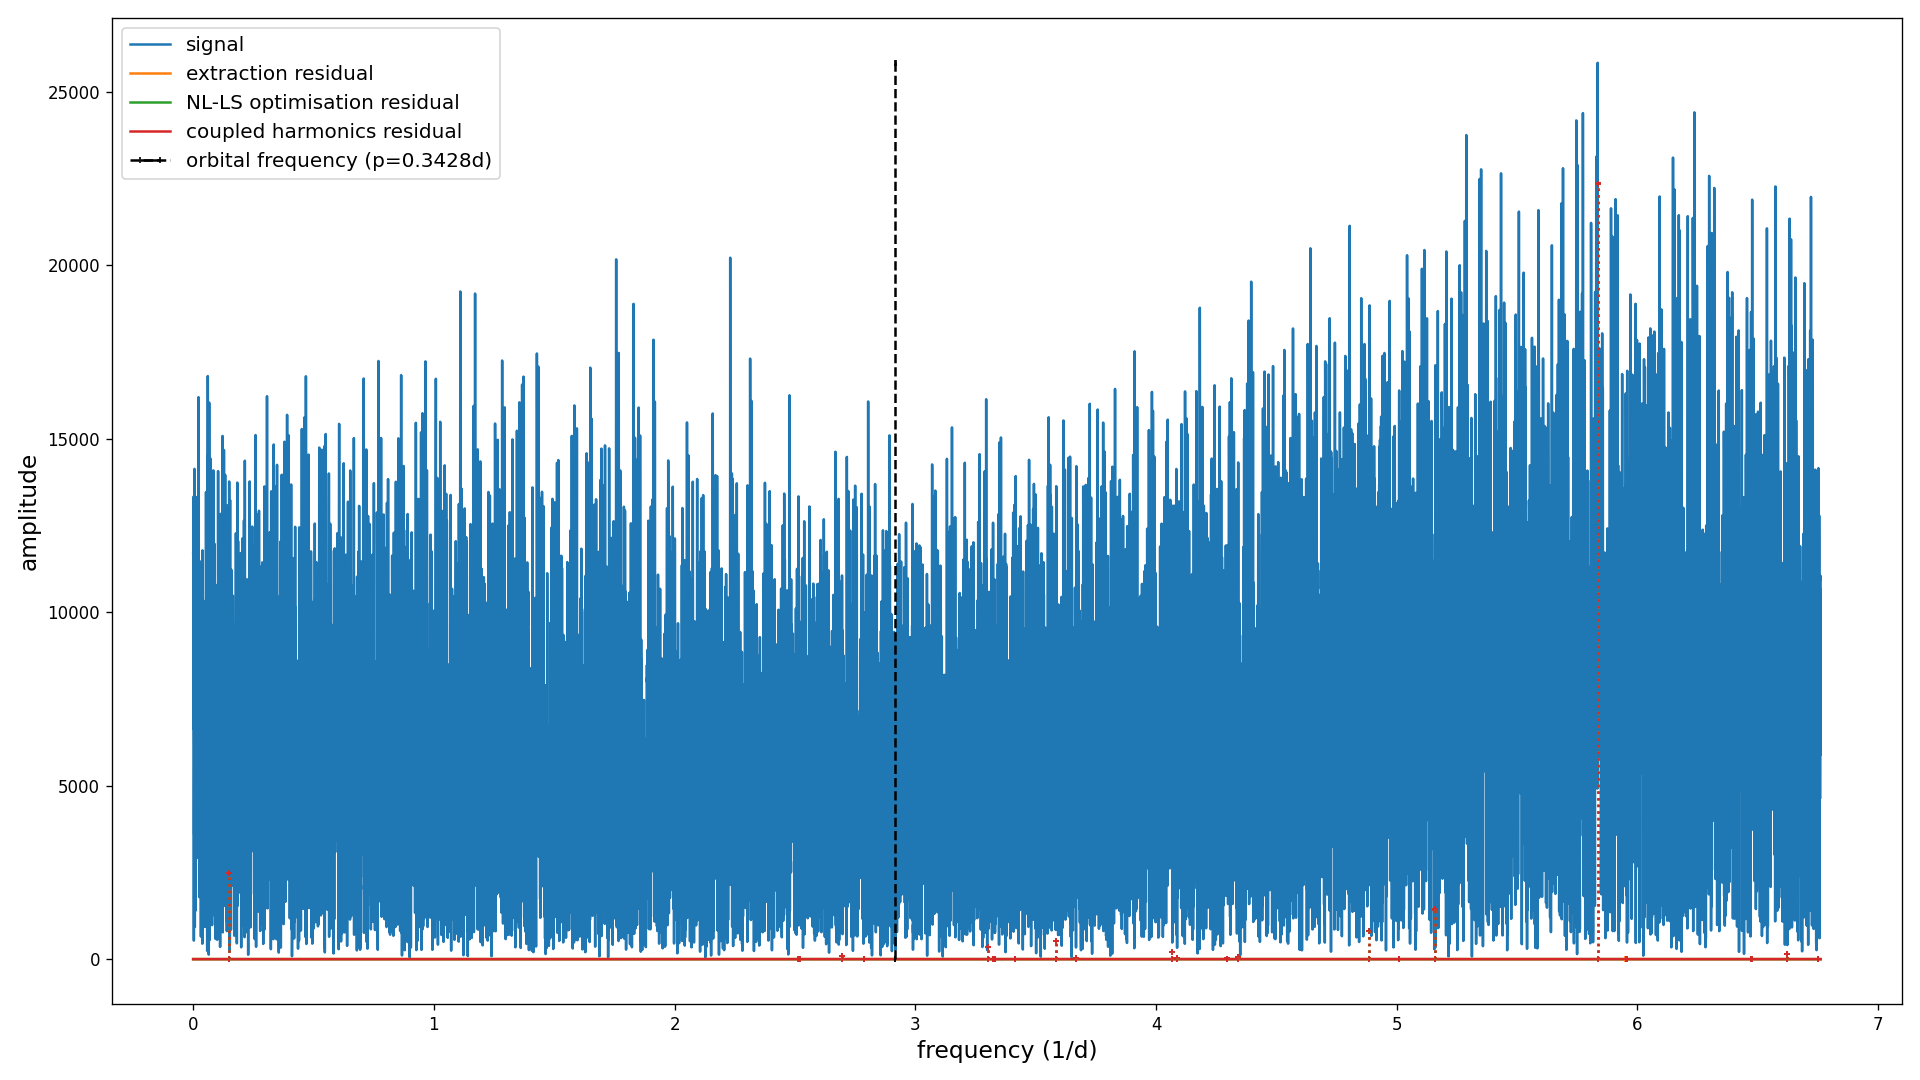 signal
extraction residual
NL-LS optimisation residual
coupled harmonics residual
orbital frequency (p=0.3428d)
amplitude
25000
20000
15000
10000
5000
0
0 1 2 3 4 5 6 7
frequency (1/d)